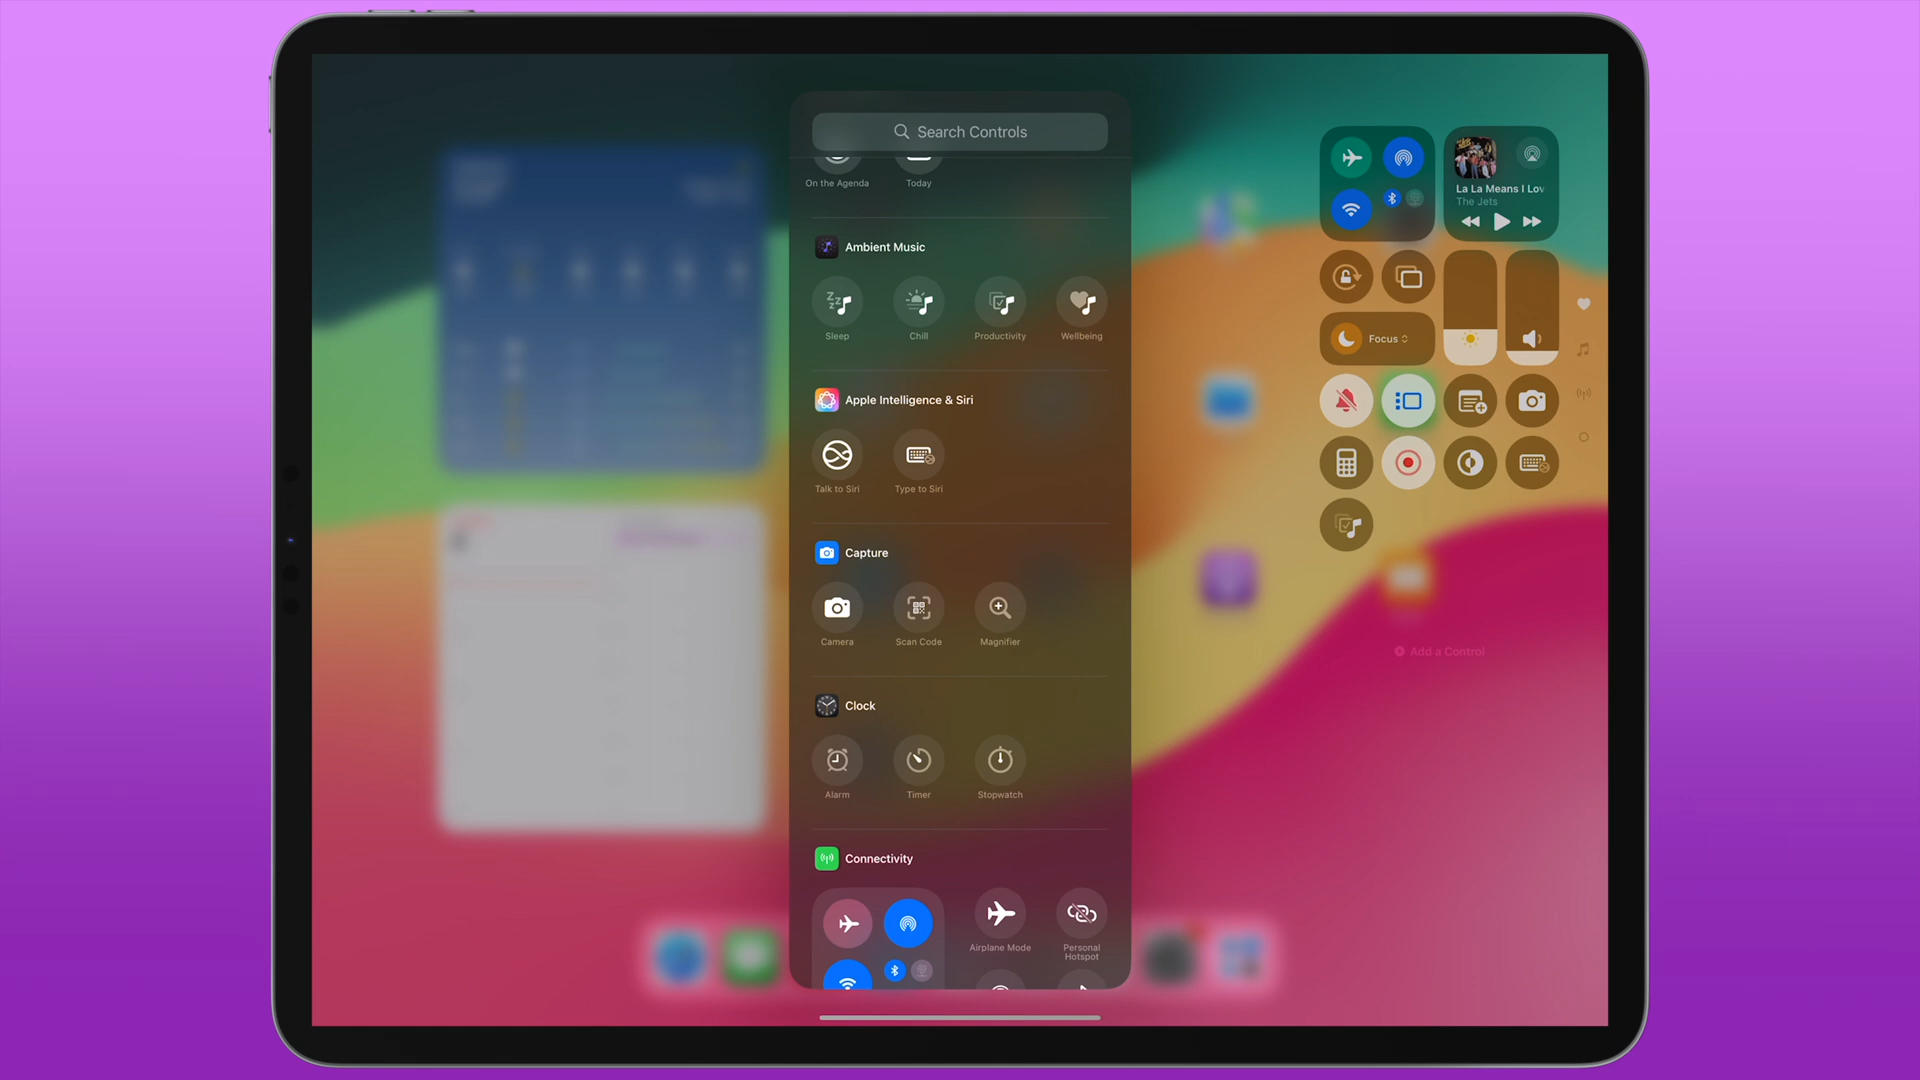 Search Controls
On the Agenda
Today
Ambient Music
Sleep
Chill
Productivity
Wellbeing
Apple Intelligence & Siri
Talk to Siri
Type to Siri
Capture
Camera
Scan Code
Magnifier
Clock
Alarm
Timer
Stopwatch
Connectivity
Airplane Mode
Personal
Hotspot
La La Means I Lov
The Jets
Focus
Add a Control